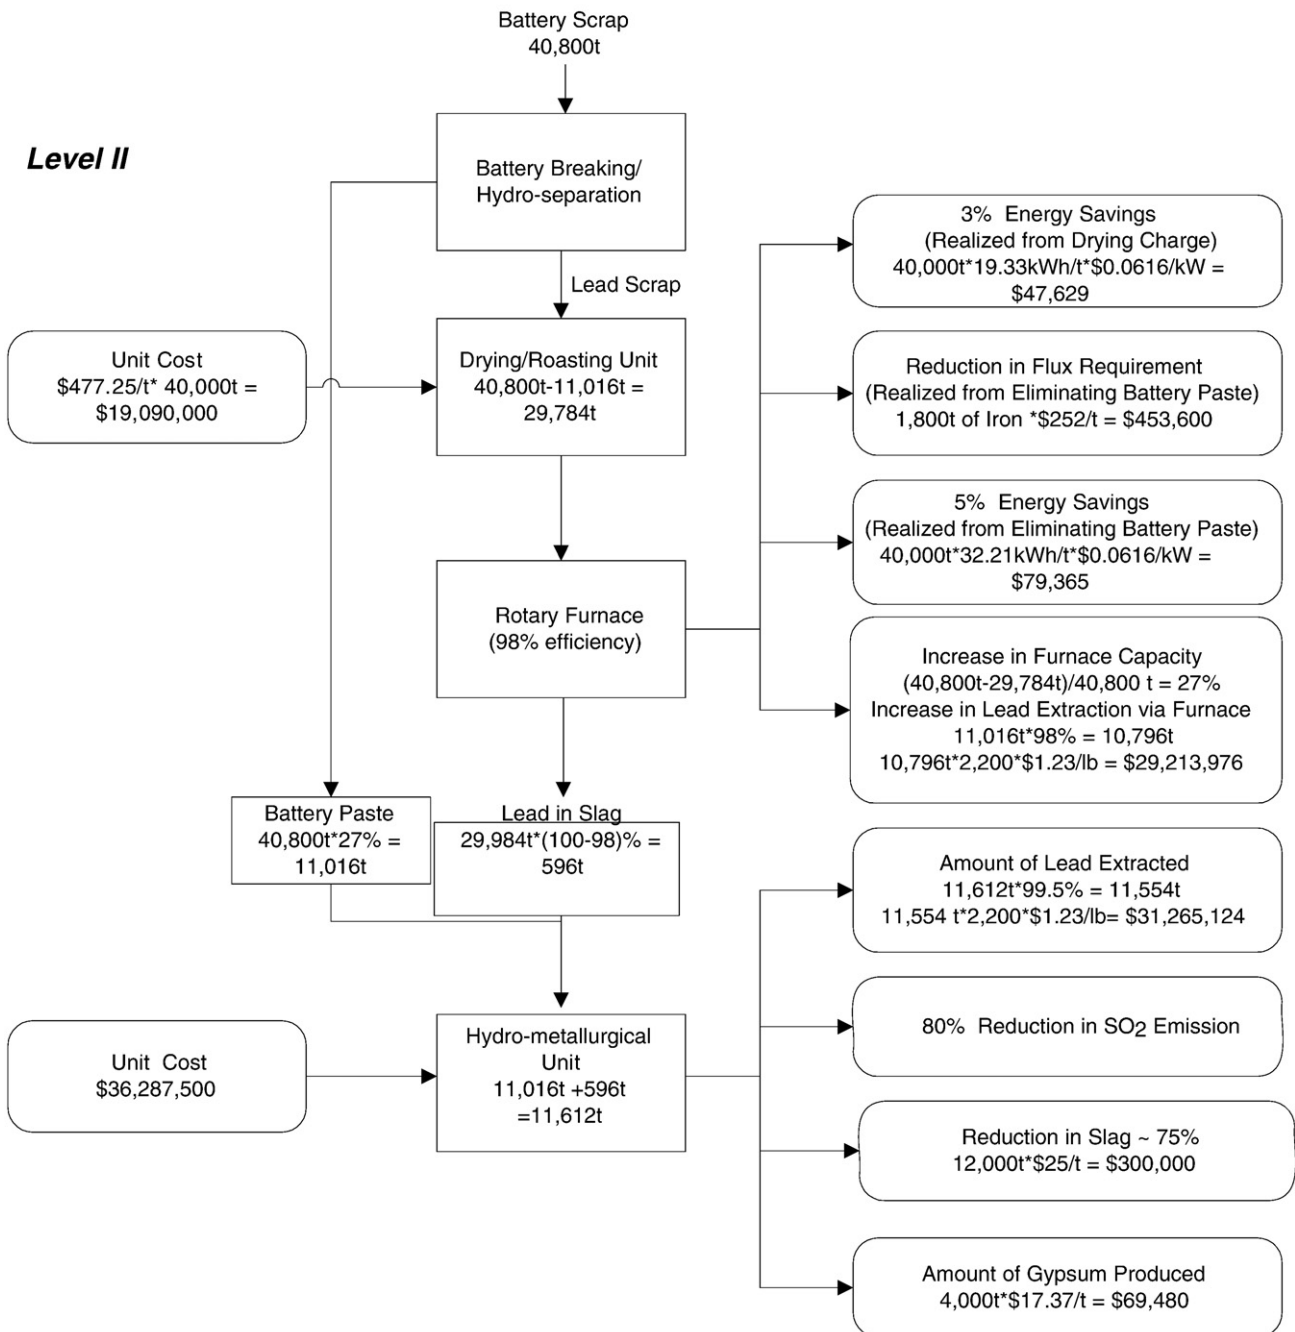 Battery Scrap
40,800t
Level II
Battery Breaking/
Hydro-separation
Lead Scrap
Unit Cost
$477.25/t* 40,000t =
$19,090,000
Drying/Roasting Unit
40,800t-11,016t =
29,784t
Rotary Furnace
(98% efficiency)
Battery Paste
40,800t*27% =
11,016t
Lead in Slag
29,984t*(100-98)% =
596t
Unit Cost
$36,287,500
Hydro-metallurgical
Unit
11,016t +596t
=11,612t
3% Energy Savings
(Realized from Drying Charge)
40,000t*19.33kWh/t*$0.0616/kW =
$47,629
Reduction in Flux Requirement
(Realized from Eliminating Battery Paste)
1,800t of Iron *$252/t = $453,600
5% Energy Savings
(Realized from Eliminating Battery Paste)
40,000t*32.21kWh/t*$0.0616/kW =
$79,365
Increase in Furnace Capacity
(40,800t-29,784t)/40,800 t = 27%
Increase in Lead Extraction via Furnace
11,016t*98% = 10,796t
10,796t*2,200*$1.23/lb= $29,213,976
Amount of Lead Extracted
11,612t*99.5% = 11,554t
11,554 t*2,200*$1.23/lb= $31,265,124
80% Reduction in SO2 Emission
Reduction in Slag ~ 75%
12,000t*$25/t = $300,000
Amount of Gypsum Produced
4,000t*$17.37/t = $69,480